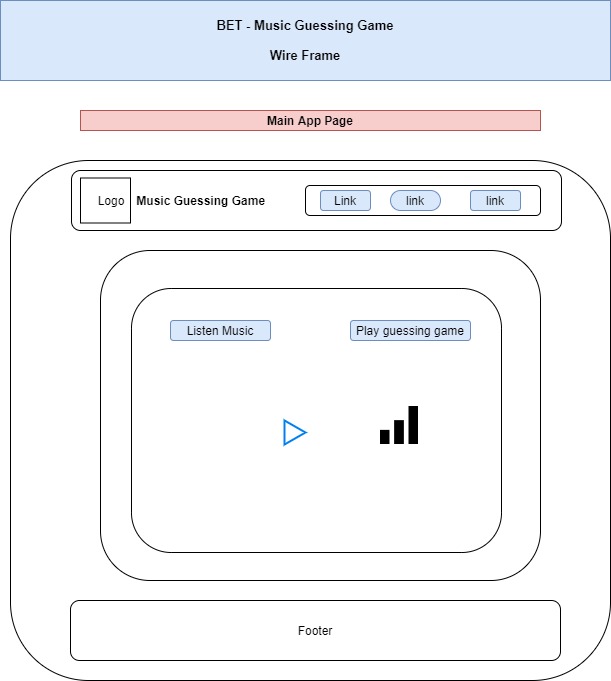 BET - Music Guessing Game
Wire Frame
Main App Page
Logo
Music Guessing Game
Link
link
link
Listen Music
Play guessing game
Footer